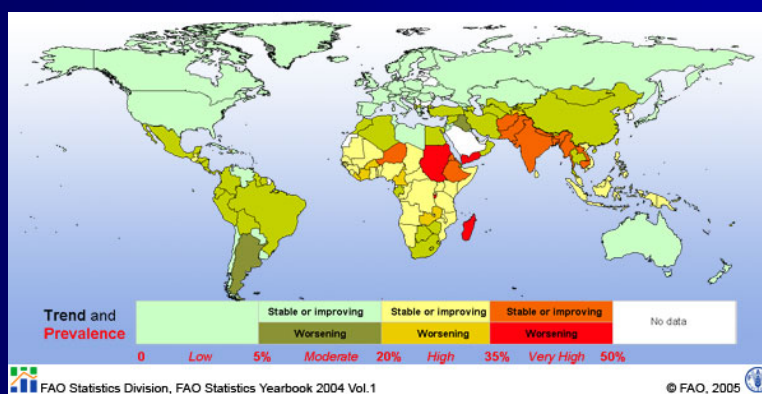 Trend and Prevalence
Stable or improving
Stable or improving
Stable or improving
No data
Worsening
Worsening
Worsening
0 Low 5% Moderate 20% High 35% Very High 50%
FAO Statistics Division, FAO Statistics Yearbook 2004 Vol.1
© FAO, 2005